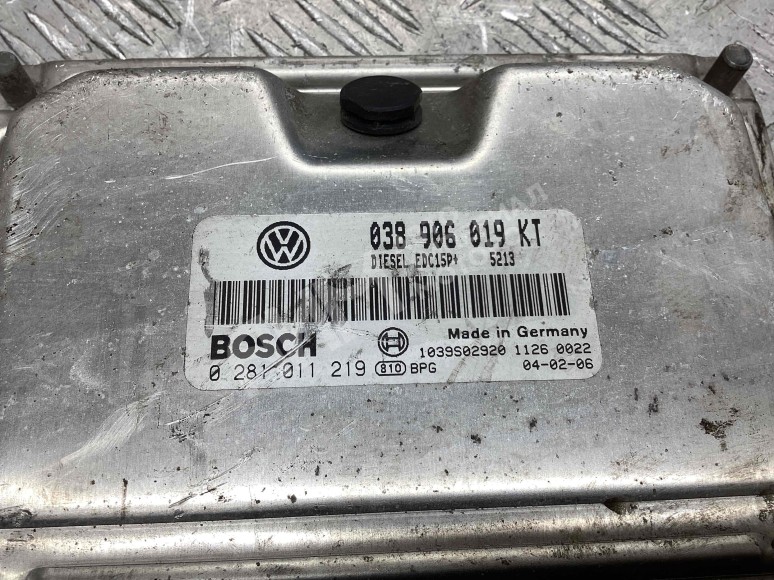 038 906 019 KT
DIESEL EDC15P+ 5213
BOSCH
Made in Germany
1039S02920 1126 0022
0 281 011 219 810 BPG 04-02-06